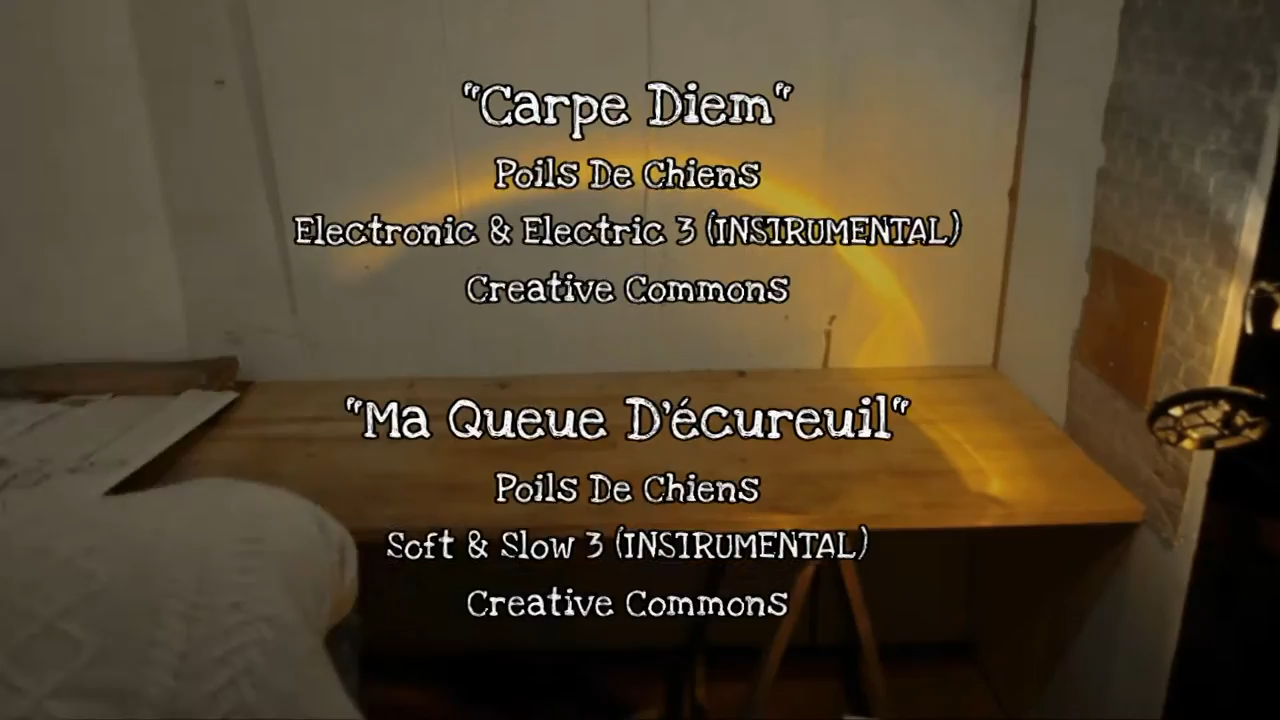 "Carpe Diem"
Poils De Chiens
Electronic & Electric 3 (INSTRUMENTAL)
Creative Commons
"Ma Queue D'écureuil"
Poils De Chiens
Soft & Slow 3 (INSTRUMENTAL)
Creative Commons